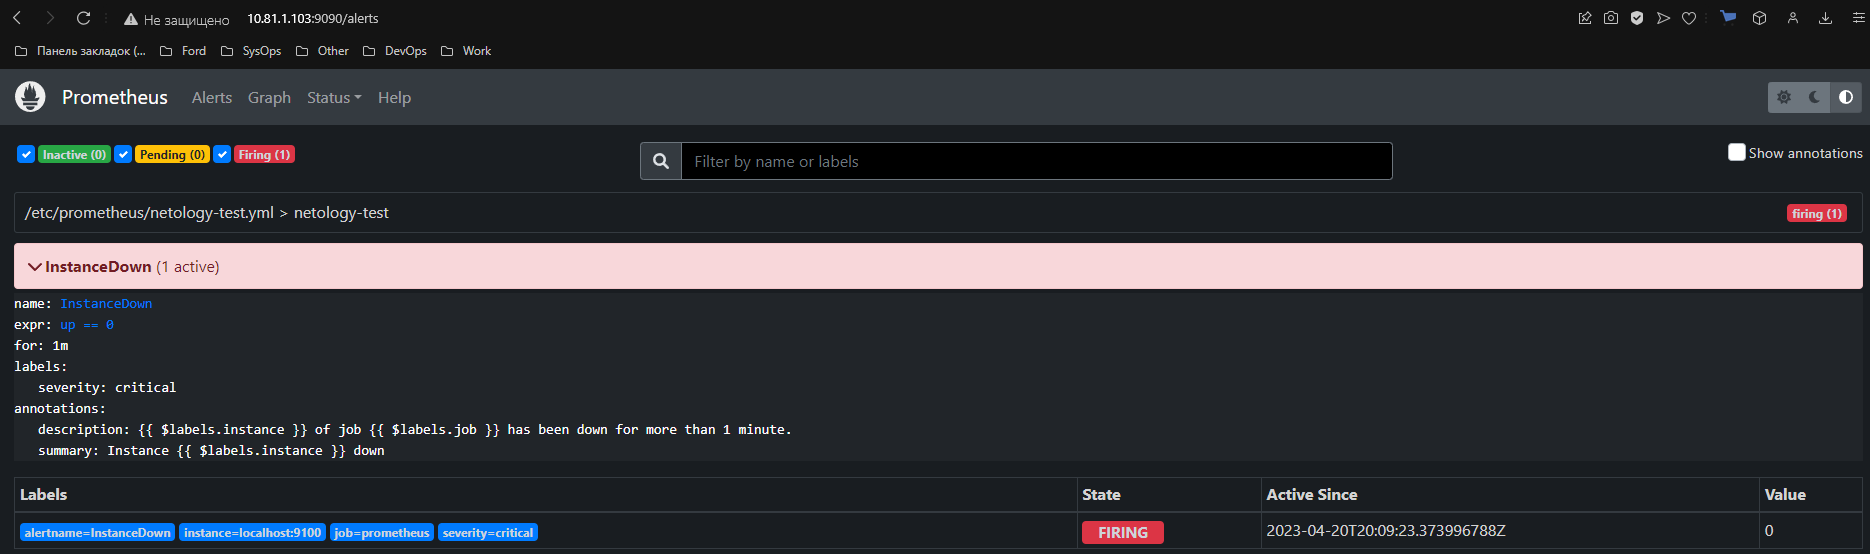 Не защищено 10.81.1.103:9090/alerts
Панель закладок (... Ford SysOps Other DevOps Work
Prometheus Alerts Graph Status Help
Inactive (0) Pending (0) Firing (1) Filter by name or labels Show annotations
/etc/prometheus/netology-test.yml > netology-test firing (1)
InstanceDown (1 active)
name: InstanceDown
expr: up == 0
for: 1m
labels:
severity: critical
annotations:
description: {{ $labels.instance }} of job {{ $labels.job }} has been down for more than 1 minute.
summary: Instance {{ $labels.instance }} down
Labels State Active Since Value
alertname=InstanceDown instance=localhost:9100 job=prometheus severity=critical FIRING 2023-04-20T20:09:23.373996788Z 0